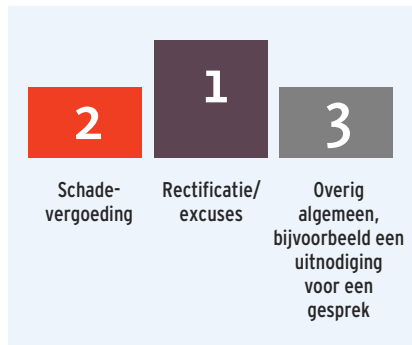 2
1
3
Schade-
vergoeding
Rectificatie/
excuses
Overig
algemeen,
bijvoorbeeld een
uitnodiging
voor een
gesprek